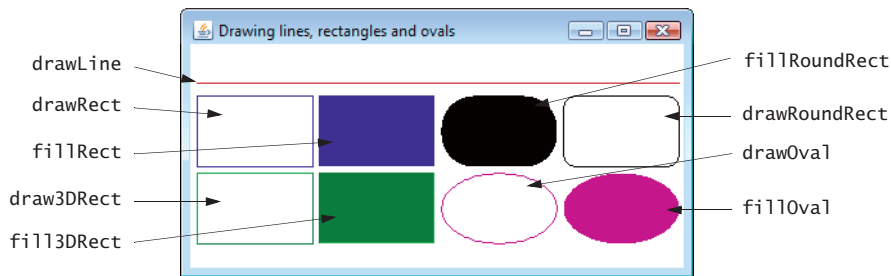 Drawing lines, rectangles and ovals
drawLine
drawRect
fillRect
draw3DRect
fill3DRect
fillRoundRect
drawRoundRect
drawOval
fillOval